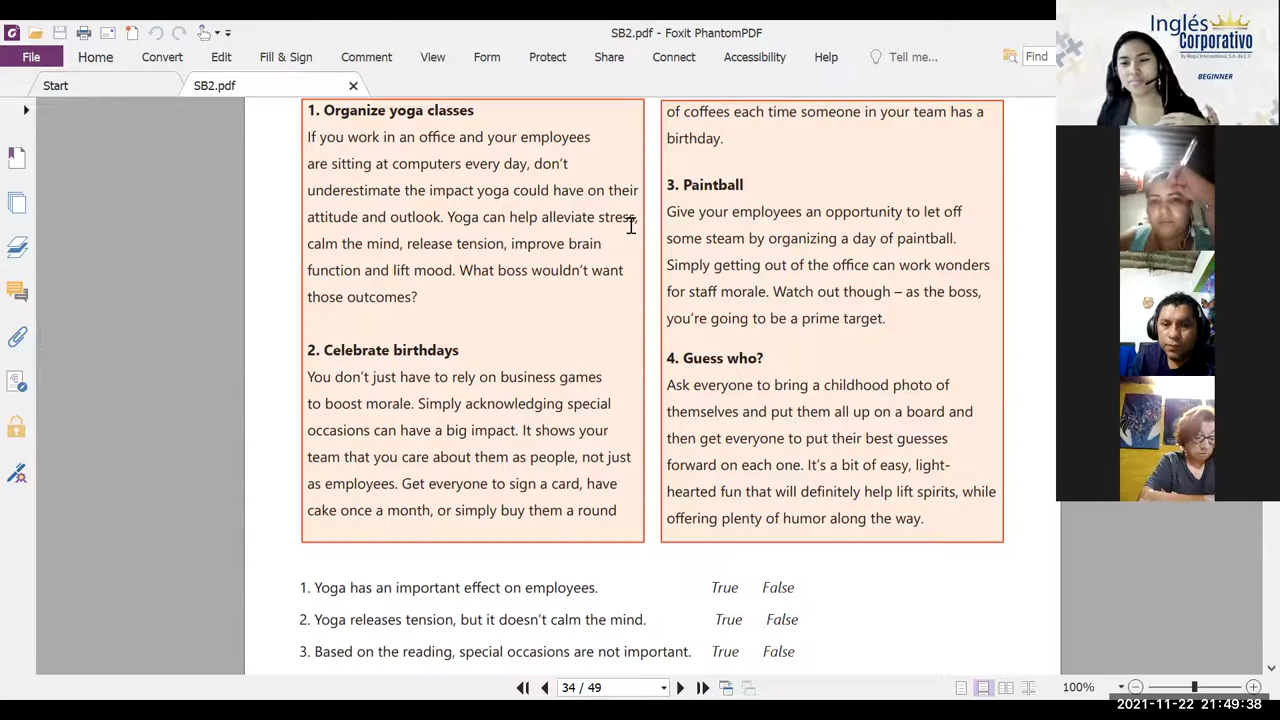 SB2.pdf - Foxit PhantomPDF
File
Home
Convert
Edit
Fill & Sign
Comment
View
Form
Protect
Share
Connect
Accessibility
Help
Tell me...
Find
Start
SB2.pdf
1. Organize yoga classes
If you work in an office and your employees
are sitting at computers every day, don't
underestimate the impact yoga could have on their
attitude and outlook. Yoga can help alleviate stress,
calm the mind, release tension, improve brain
function and lift mood. What boss wouldn't want
those outcomes?
2. Celebrate birthdays
You don't just have to rely on business games
to boost morale. Simply acknowledging special
occasions can have a big impact. It shows your
team that you care about them as people, not just
as employees. Get everyone to sign a card, have
cake once a month, or simply buy them a round
of coffees each time someone in your team has a
birthday.
3. Paintball
Give your employees an opportunity to let off
some steam by organizing a day of paintball.
Simply getting out of the office can work wonders
for staff morale. Watch out though – as the boss,
you're going to be a prime target.
4. Guess who?
Ask everyone to bring a childhood photo of
themselves and put them all up on a board and
then get everyone to put their best guesses
forward on each one. It's a bit of easy, light-
hearted fun that will definitely help lift spirits, while
offering plenty of humor along the way.
1. Yoga has an important effect on employees. True False
2. Yoga releases tension, but it doesn't calm the mind. True False
3. Based on the reading, special occasions are not important. True False
34 / 49
100%
Inglés
Corporativo
BEGINNER
2021-11-22 21:49:38